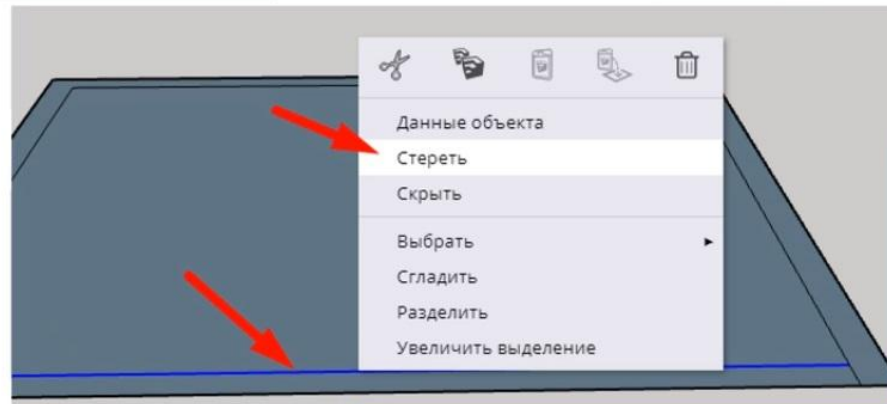 Данные объекта
Стереть
Скрыть
Выбрать
Сгладить
Разделить
Увеличить выделение